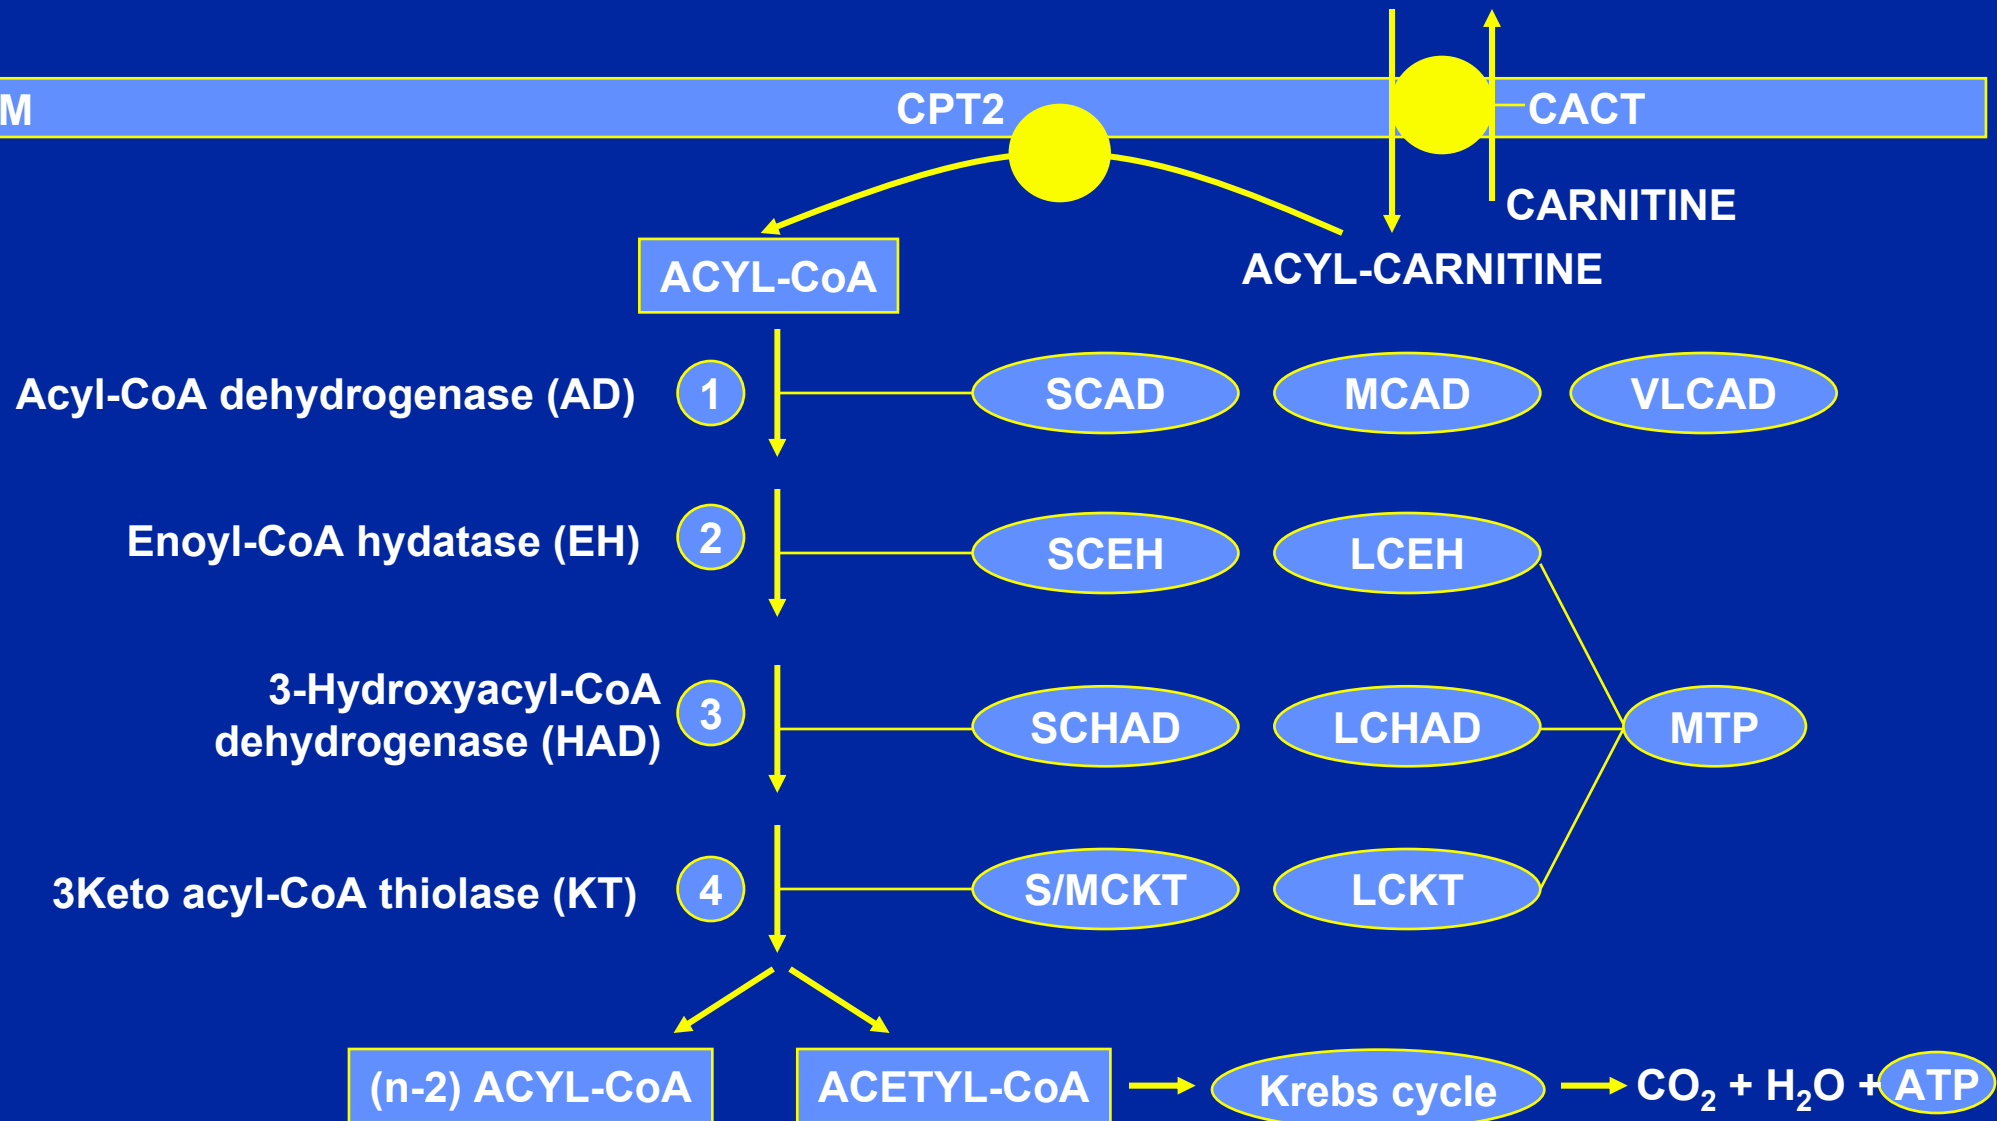 M
CPT2
CACT
CARNITINE
ACYL-CoA
ACYL-CARNITINE
Acyl-CoA dehydrogenase (AD)
1
SCAD
MCAD
VLCAD
Enoyl-CoA hydatase (EH)
2
SCEH
LCEH
3-Hydroxyacyl-CoA
dehydrogenase (HAD)
3
SCHAD
LCHAD
MTP
3Keto acyl-CoA thiolase (KT)
4
S/MCKT
LCKT
(n-2) ACYL-CoA
ACETYL-CoA
Krebs cycle
CO₂ + H₂O + ATP